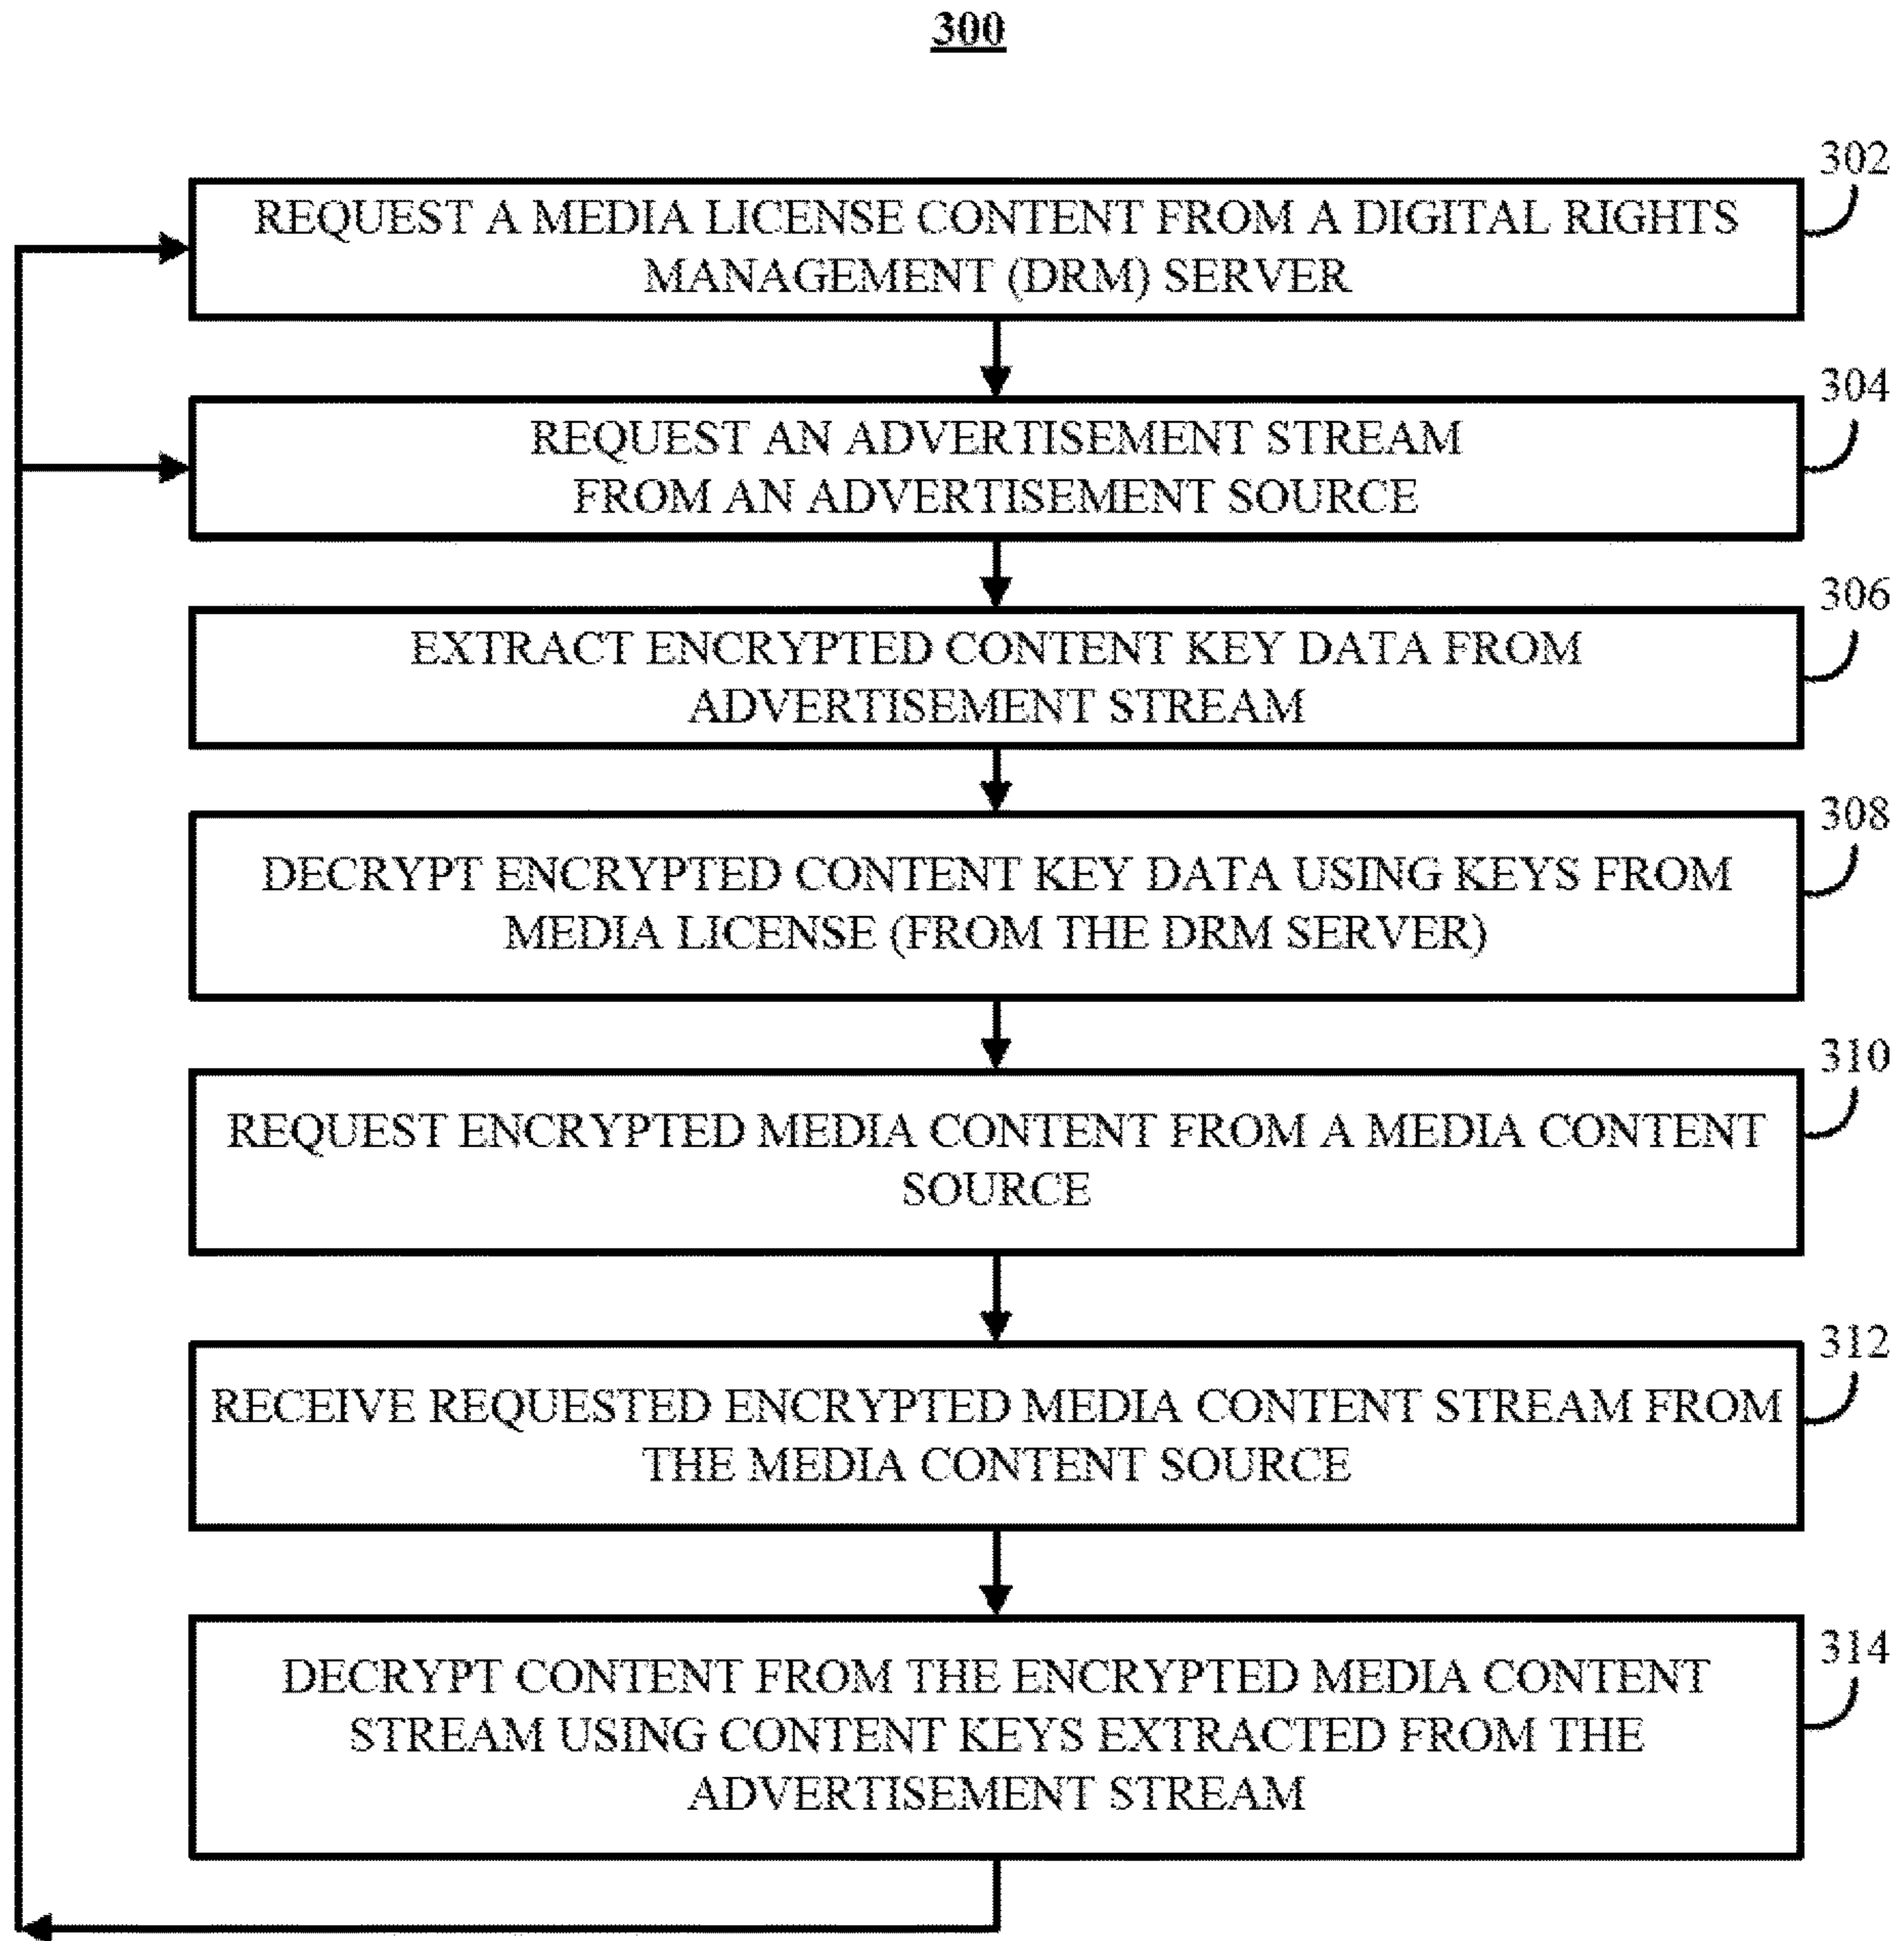 300
302
REQUEST A MEDIA LICENSE CONTENT FROM A DIGITAL RIGHTS
MANAGEMENT (DRM) SERVER
304
REQUEST AN ADVERTISEMENT STREAM
FROM AN ADVERTISEMENT SOURCE
306
EXTRACT ENCRYPTED CONTENT KEY DATA FROM
ADVERTISEMENT STREAM
308
DECRYPT ENCRYPTED CONTENT KEY DATA USING KEYS FROM
MEDIA LICENSE (FROM THE DRM SERVER)
310
REQUEST ENCRYPTED MEDIA CONTENT FROM A MEDIA CONTENT
SOURCE
312
RECEIVE REQUESTED ENCRYPTED MEDIA CONTENT STREAM FROM
THE MEDIA CONTENT SOURCE
314
DECRYPT CONTENT FROM THE ENCRYPTED MEDIA CONTENT
STREAM USING CONTENT KEYS EXTRACTED FROM THE
ADVERTISEMENT STREAM